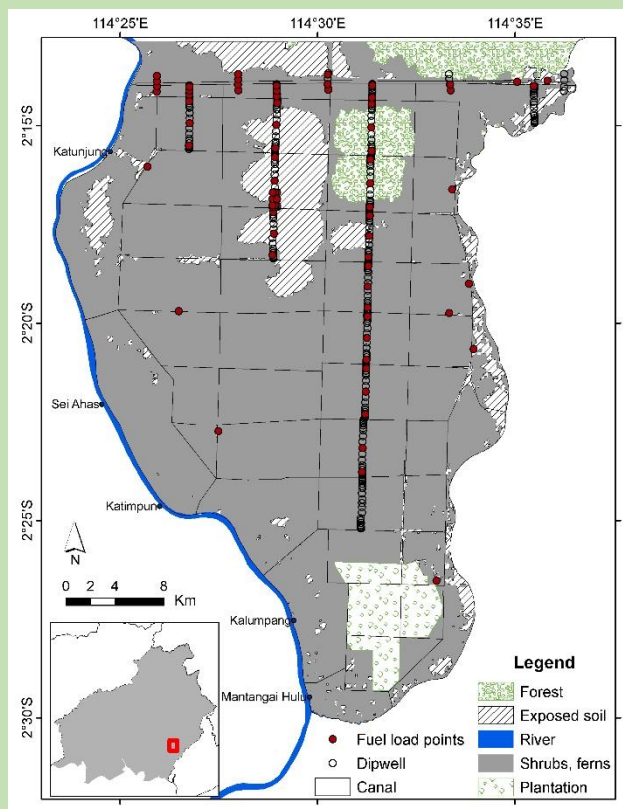 114°25'E 114°30'E 114°35'E
2°15'S
Katunjung
2°20'S
Sei Ahas
Katimpun
2°25'S
N
0 2 4 8
Km
Kalumpang
Mantangai Hulu
2°30'S
Legend
Forest
Exposed soil
Fuel load points River
Dipwell Shrubs, ferns
Canal Plantation